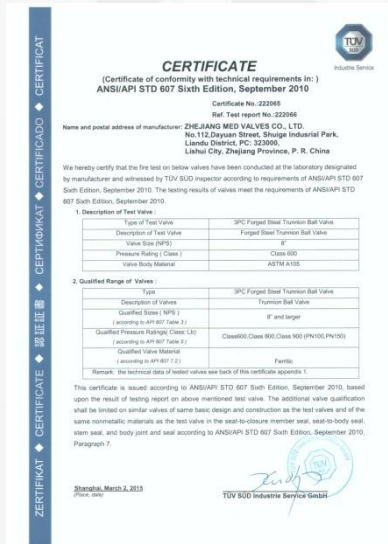 CERTIFICATE
(Certificate of conformity with technical requirements in: )
ANSI/API STD 607 Sixth Edition, September 2010
TÜV
SÜD
Industrie Service
Certificate No.:222065
Ref. Test report No.:222066
Name and postal address of manufacturer: ZHEJIANG MED VALVES CO., LTD.
No.112,Dayuan Street, Shuige Indusrial Park,
Liandu District, PC: 323000,
Lishui City, Zhejiang Province, P. R. China
We hereby certify that the fire test on below valves have been conducted at the laboratory designated
by manufacturer and witnessed by TÜV SÜD inspector according to requirements of ANSI/API STD 607
Sixth Edition, September 2010. The testing results of valves meet the requirements of ANSI/API STD
607 Sixth Edition, September 2010.
1. Description of Test Valve :
Type of Test Valve 3PC Forged Steel Trunnion Ball Valve
Description of Test Valve Forged Steel Trunnion Ball Valve
Valve Size (NPS) 8"
Pressure Rating ( Class ) Class 600
Valve Body Material ASTM A105
2. Qualified Range of Valves :
Type 3PC Forged Steel Trunnion Ball Valve
Description of Valves Trunnion Ball Valve
Qualified Sizes ( NPS )
( according to API 607 Table 3 ) 8" and larger
Qualified Pressure Ratings( Class: Lb)
( according to API 607 Table 5 ) Class600,Class 800,Class 900 (PN100,PN150)
Qualified Valve Material
( according to API 607 7.2 ) Ferritic
Remark: the technical data of tested valves see back of this certificate appendix 1.
This certificate is issued according to ANSI/API STD 607 Sixth Edition, September 2010, based
upon the result of testing report on above mentioned test valve. The additional valve qualification
shall be limited on similar valves of same basic design and construction as the test valves and of the
same nonmetallic materials as the test valve in the seat-to-closure member seal, seat-to-body seal,
stem seal, and body joint and seal according to ANSI/API STD 607 Sixth Edition, September 2010,
Paragraph 7.
Shanghai, March 2, 2015
(Place, date)
TÜV SÜD Industrie Service GmbH
TÜV
ZERTIFIKAT ◆ CERTIFICATE ◆ 認証証書 ◆ СЕРТИФИКАТ ◆ CERTIFICADO ◆ CERTIFICAT